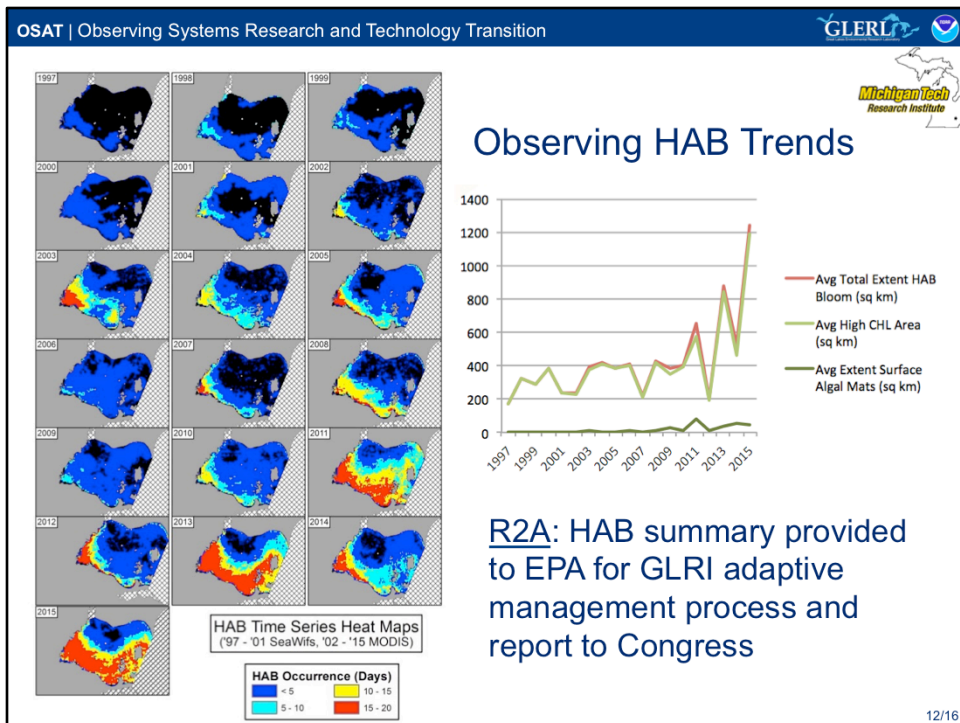 OSAT | Observing Systems Research and Technology Transition
GLERL
Michigan Tech
Research Institute
1997
1998
1999
2000
2001
2002
2003
2004
2005
2006
2007
2008
2009
2010
2011
2012
2013
2014
2015
HAB Time Series Heat Maps
('97 - '01 SeaWifs, '02 - '15 MODIS)
HAB Occurrence (Days)
< 5
10 - 15
5 - 10
15 - 20
Observing HAB Trends
1400
1200
1000
800
600
400
200
0
1997
1999
2001
2003
2005
2007
2009
2011
2013
2015
Avg Total Extent HAB
Bloom (sq km)
Avg High CHL Area
(sq km)
Avg Extent Surface
Algal Mats (sq km)
R2A: HAB summary provided
to EPA for GLRI adaptive
management process and
report to Congress
12/16